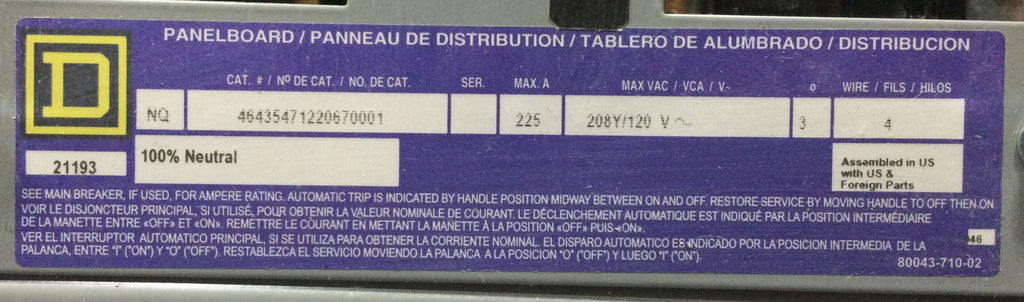 PANELBOARD / PANNEAU DE DISTRIBUTION / TABLERO DE ALUMBRADO / DISTRIBUCION
D
CAT. # / Nº DE CAT. / NO. DE CAT. SER. MAX. A MAX VAC / VCA / V~ ø WIRE / FILS / HILOS
NQ 46435471220670001 225 208Y/120 V ~ 3 4
21193
100% Neutral
Assembled in US
with US &
Foreign Parts
SEE MAIN BREAKER, IF USED, FOR AMPERE RATING. AUTOMATIC TRIP IS INDICATED BY HANDLE POSITION MIDWAY BETWEEN ON AND OFF. RESTORE SERVICE BY MOVING HANDLE TO OFF THEN ON.
VOIR LE DISJONCTEUR PRINCIPAL, SI UTILISÉ, POUR OBTENIR LA VALEUR NOMINALE DE COURANT. LE DÉCLENCHEMENT AUTOMATIQUE EST INDIQUÉ PAR LA POSITION INTERMÉDIAIRE
DE LA MANETTE ENTRE «OFF» ET «ON». REMETTRE LE COURANT EN METTANT LA MANETTE À LA POSITION «OFF» PUIS «ON».
VER EL INTERRUPTOR AUTOMATICO PRINCIPAL, SI SE UTILIZA PARA OBTENER LA CORRIENTE NOMINAL. EL DISPARO AUTOMATICO ES INDICADO POR LA POSICION INTERMEDIA DE LA
PALANCA, ENTRE "I" ("ON") Y "O" ("OFF"). RESTABLEZCA EL SERVICIO MOVIENDO LA PALANCA A LA POSICION "O" ("OFF") Y LUEGO "I" ("ON").
046
80043-710-02